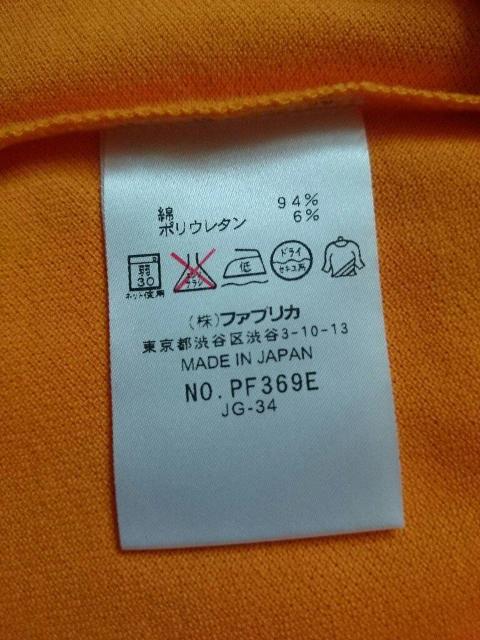 綿 94%
ポリウレタン 6%
弱 30 エンソ サラシ 低 ドライ セキユ系
ネット使用
(株)ファブリカ
東京都渋谷区渋谷3-10-13
MADE IN JAPAN
NO. PF369E
JG-34